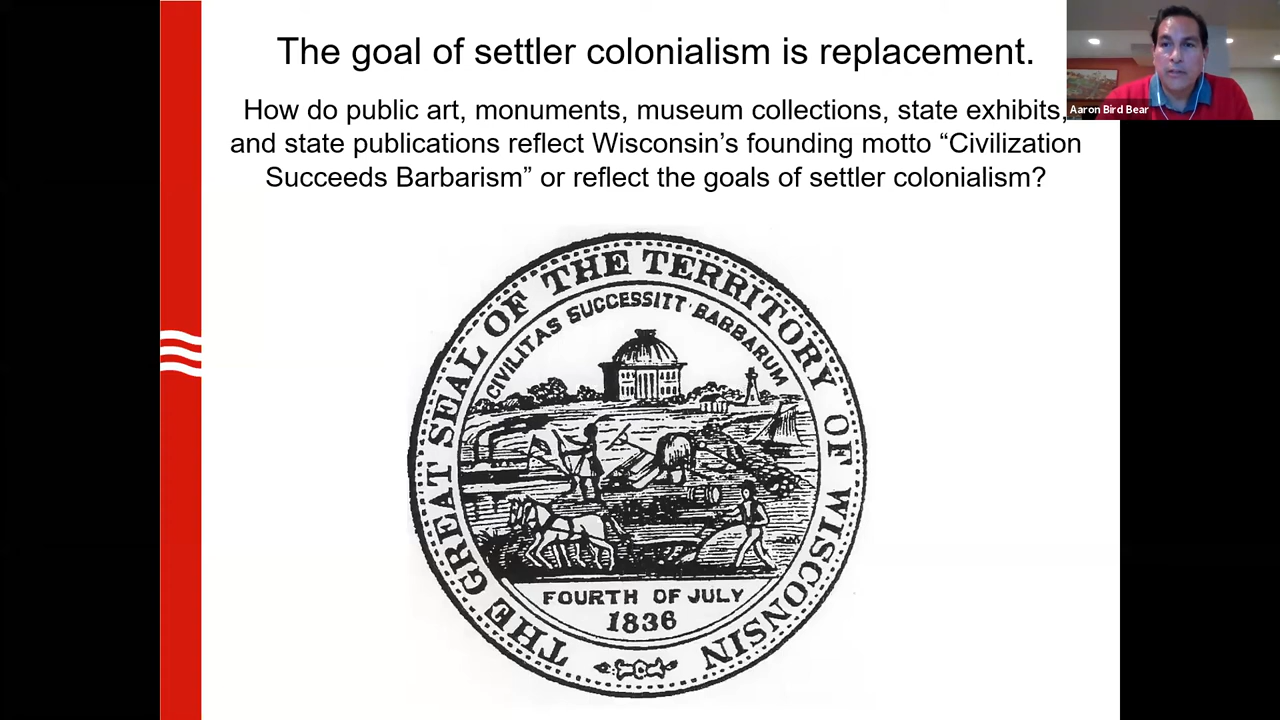 The goal of settler colonialism is replacement.
How do public art, monuments, museum collections, state exhibits,
and state publications reflect Wisconsin’s founding motto “Civilization
Succeeds Barbarism” or reflect the goals of settler colonialism?
Aaron Bird Bear
THE GREAT SEAL OF THE TERRITORY OF WISCONSIN
CIVILITAS SUCCESSITT BARBARUM
FOURTH OF JULY
1836